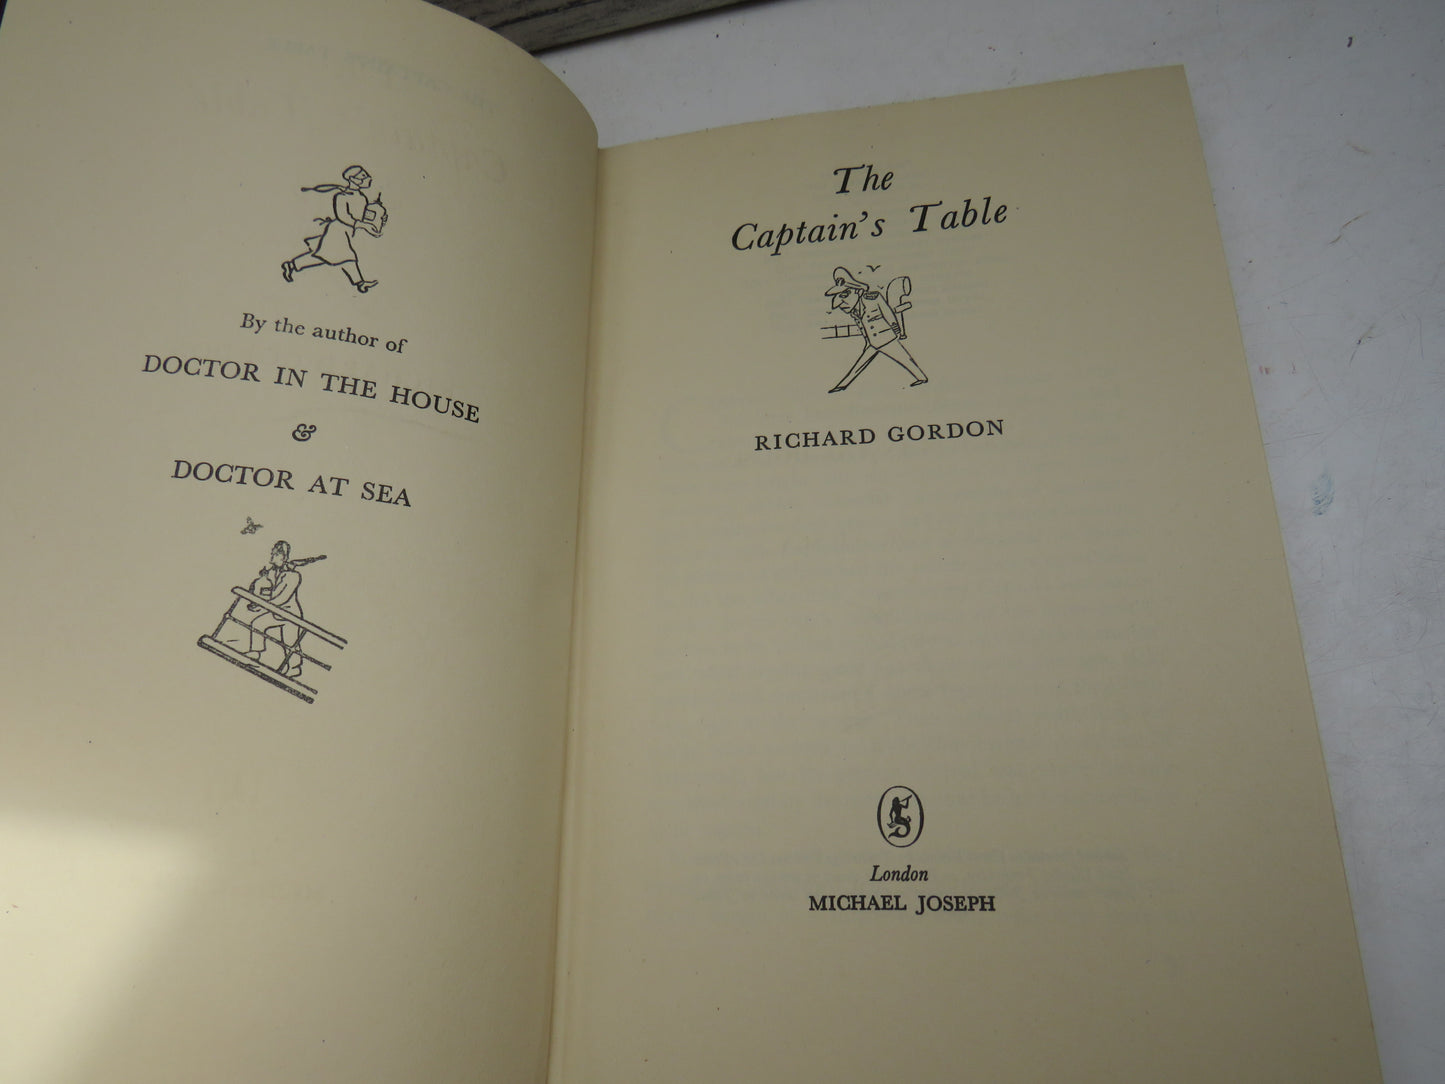 By the author of
DOCTOR IN THE HOUSE
&
DOCTOR AT SEA
The
Captain's Table
RICHARD GORDON
London
MICHAEL JOSEPH